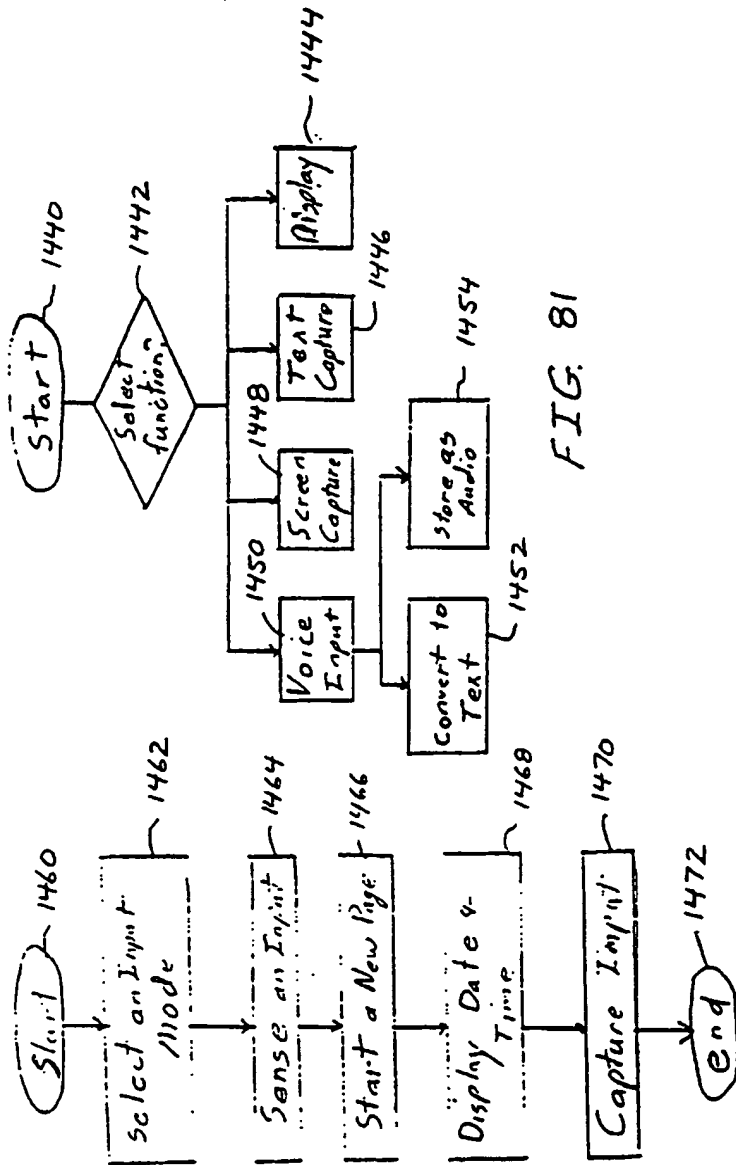 Start
1440
Select
function?
1442
Voice
Input
1450
Screen
Capture
1448
Text
Capture
1446
Display
1444
Convert to
Text
1452
Store as
Audio
1454
FIG. 81
Start
1460
Select an Input
Mode
1462
Sense an Input
1464
Start a New Page
1466
Display Date &
Time
1468
Capture Input
1470
end
1472